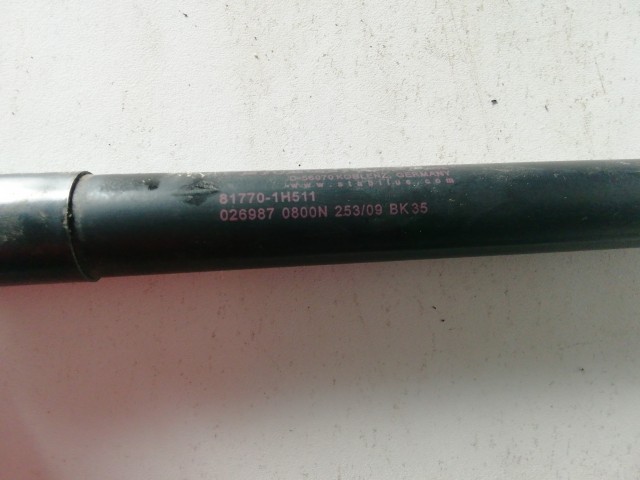 D-56070 KOBLENZ, GERMANY
www.stabilus.com
81770-1H511
026987 0800N 253/09 BK35